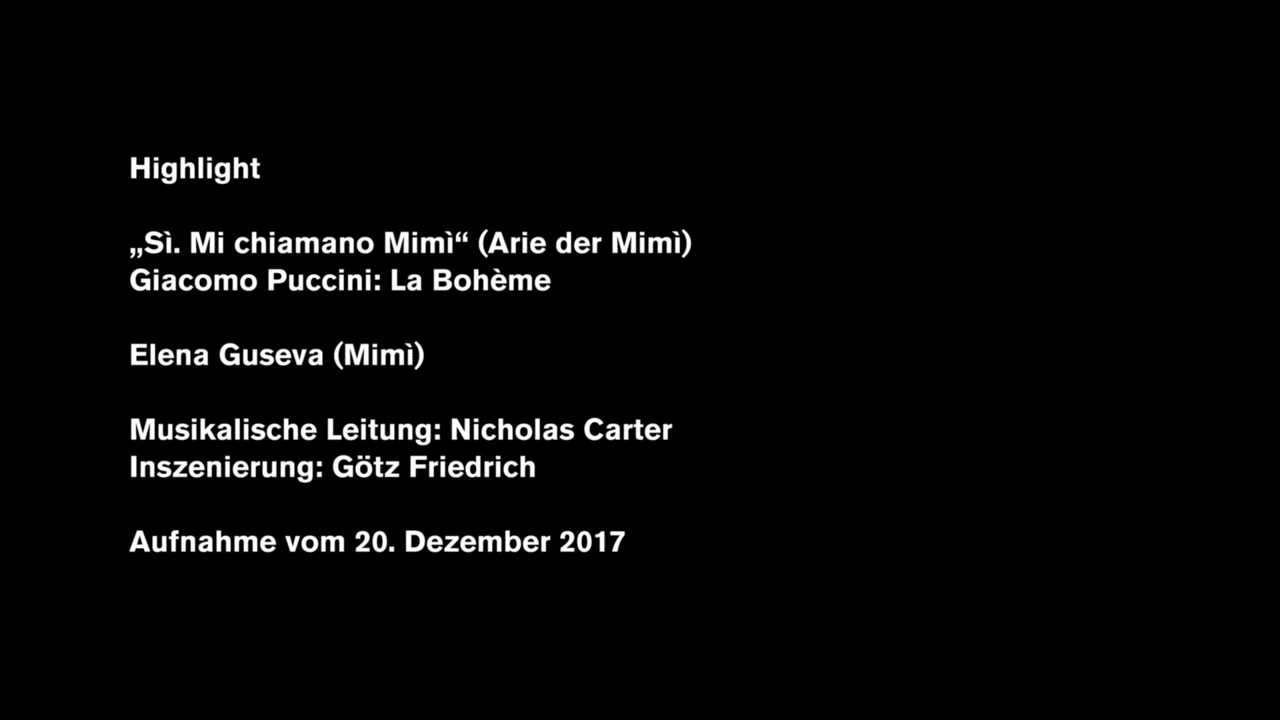 Highlight
„Sì. Mi chiamano Mimì“ (Arie der Mimì)
Giacomo Puccini: La Bohème
Elena Guseva (Mimì)
Musikalische Leitung: Nicholas Carter
Inszenierung: Götz Friedrich
Aufnahme vom 20. Dezember 2017